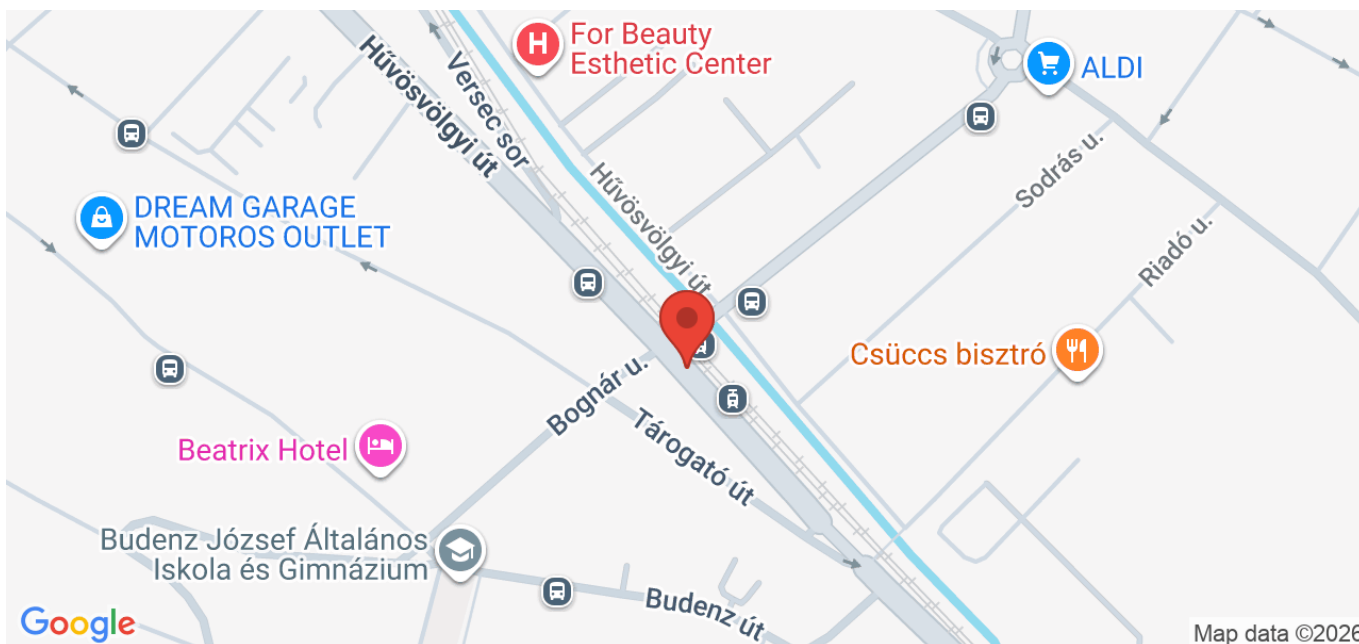 For Beauty
Esthetic Center
H
ALDI
Hűvösvölgyi út
Versec sor
Hűvösvölgyi út
Sodrás u.
Riadó u.
DREAM GARAGE
MOTOROS OUTLET
Csüccs bisztró
Bognár u.
Tárogató út
Beatrix Hotel
Budenz József Általános
Iskola és Gimnázium
Budenz út
Google
Map data ©2026